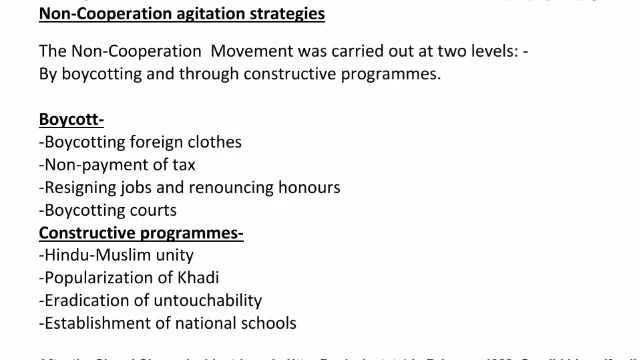 Non-Cooperation agitation strategies
The Non-Cooperation Movement was carried out at two levels: -
By boycotting and through constructive programmes.
Boycott-
-Boycotting foreign clothes
-Non-payment of tax
-Resigning jobs and renouncing honours
-Boycotting courts
Constructive programmes-
-Hindu-Muslim unity
-Popularization of Khadi
-Eradication of untouchability
-Establishment of national schools